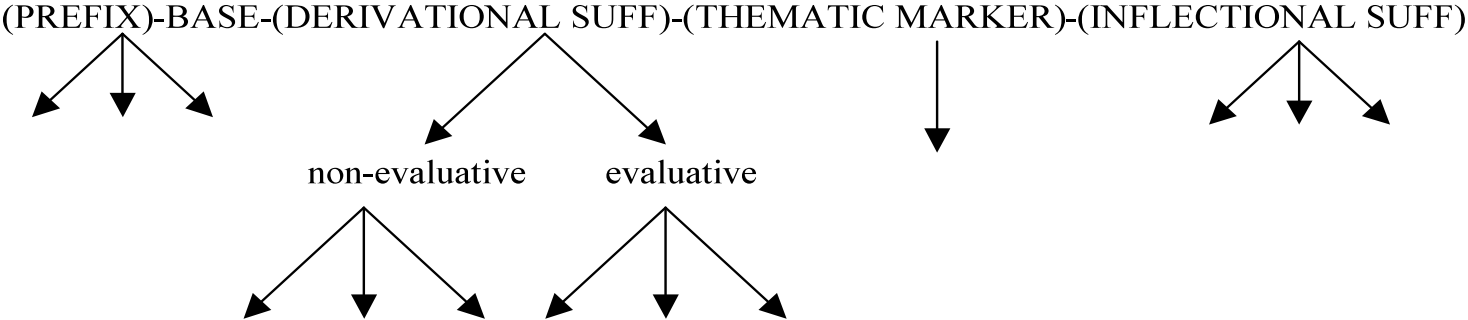 (PREFIX)-BASE-(DERIVATIONAL SUFF)-(THEMATIC MARKER)-(INFLECTIONAL SUFF)
non-evaluative evaluative